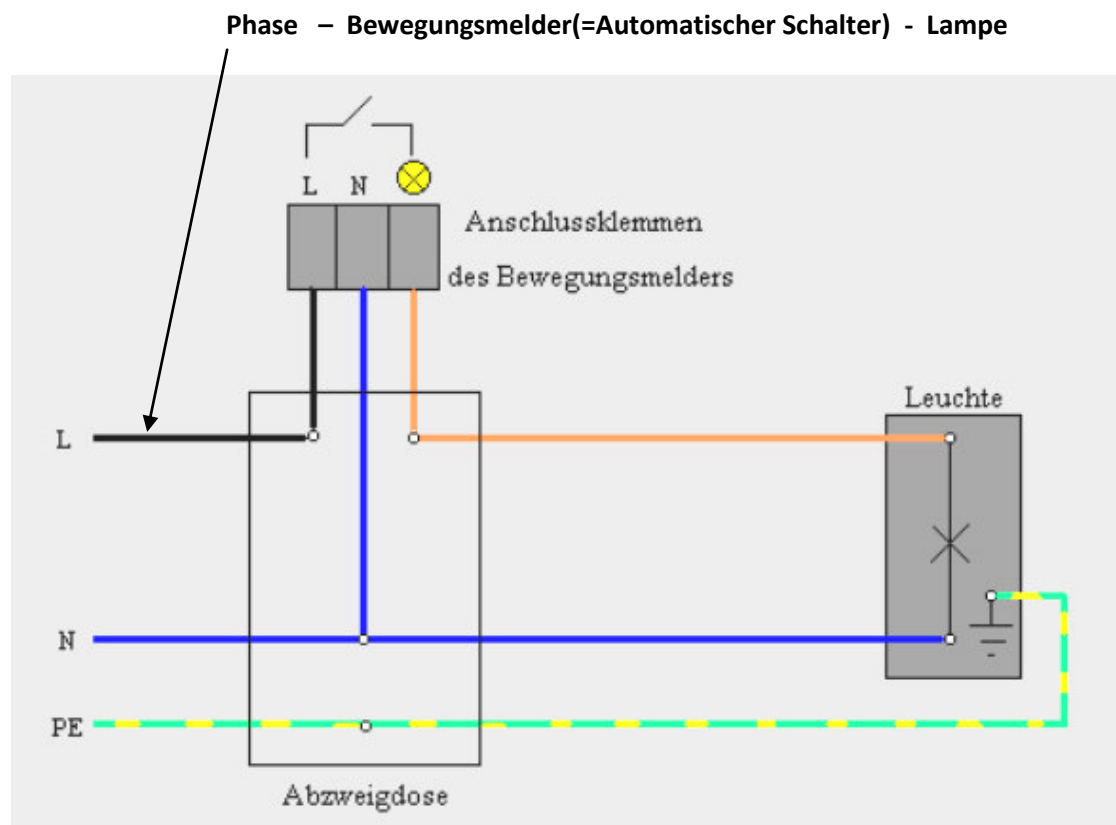 Phase – Bewegungsmelder(=Automatischer Schalter) - Lampe
L N
Anschlussklemmen
des Bewegungsmelders
Leuchte
L
N
PE
Abzweigdose